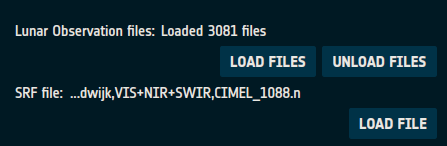 Lunar Observation files: Loaded 3081 files
LOAD FILES UNLOAD FILES
SRF file: ...dwijk,VIS+NIR+SWIR,CIMEL_1088.n
LOAD FILE